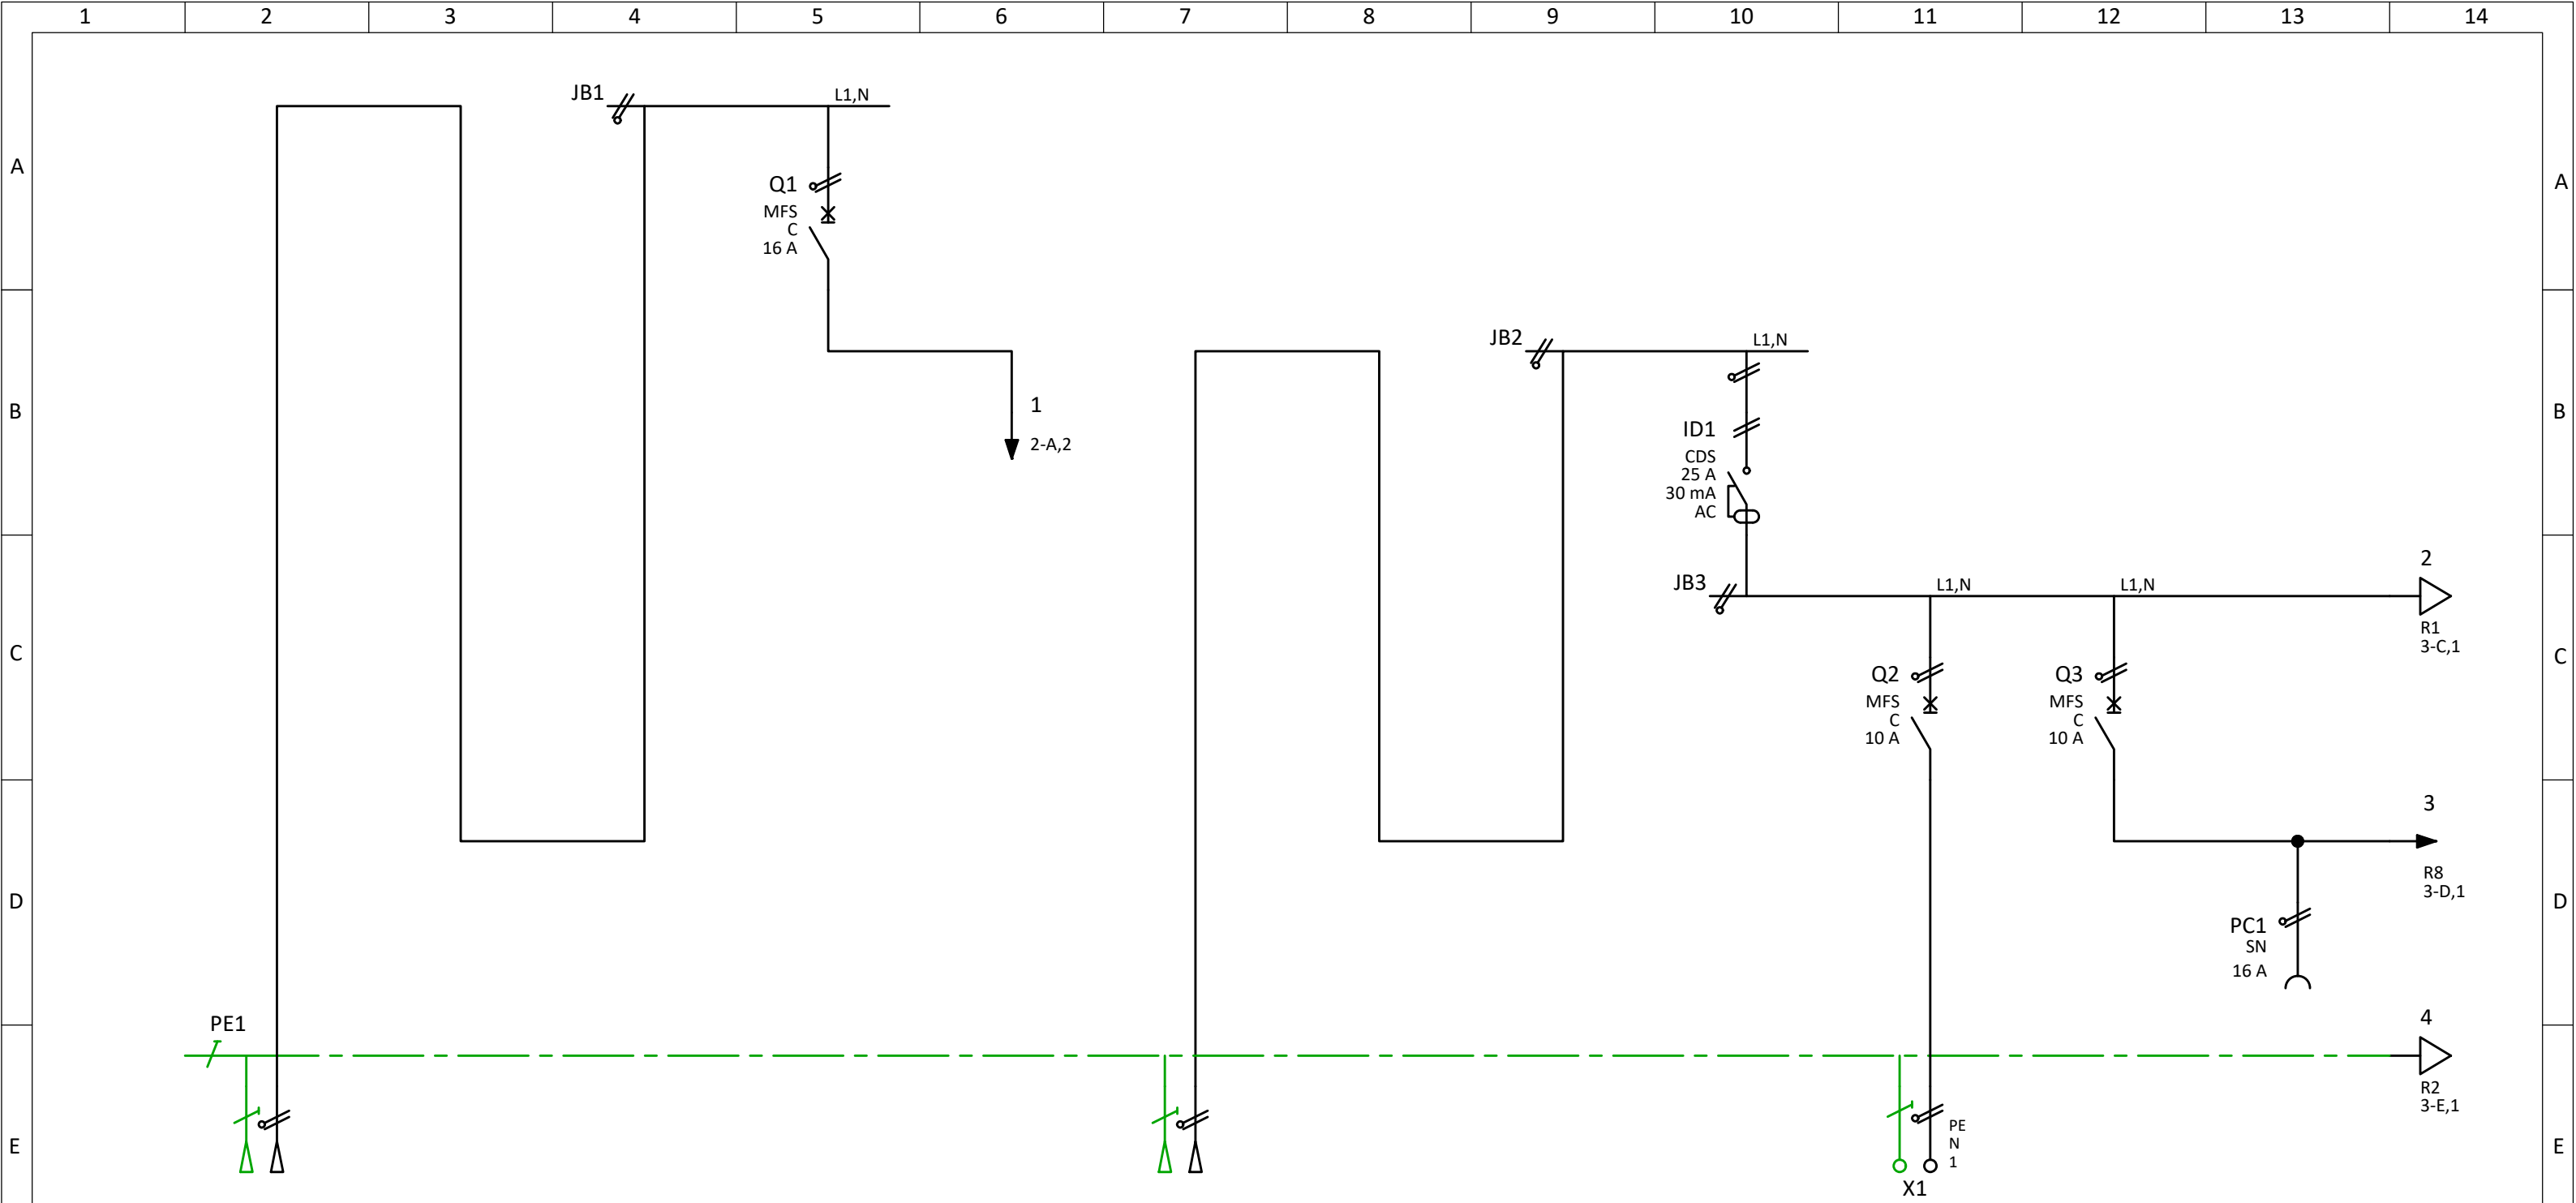 1 2 3 4 5 6 7 8 9 10 11 12 13 14
JB1
L1,N
A
A
Q1
MFS
C
16 A
JB2
L1,N
1
2-A,2
B
B
ID1
CDS
25 A
30 mA
AC
JB3
L1,N
L1,N
2
R1
3-C,1
C
C
Q2
MFS
C
10 A
Q3
MFS
C
10 A
3
R8
3-D,1
D
D
PC1
SN
16 A
PE1
4
R2
3-E,1
E
E
PE
N
1
X1